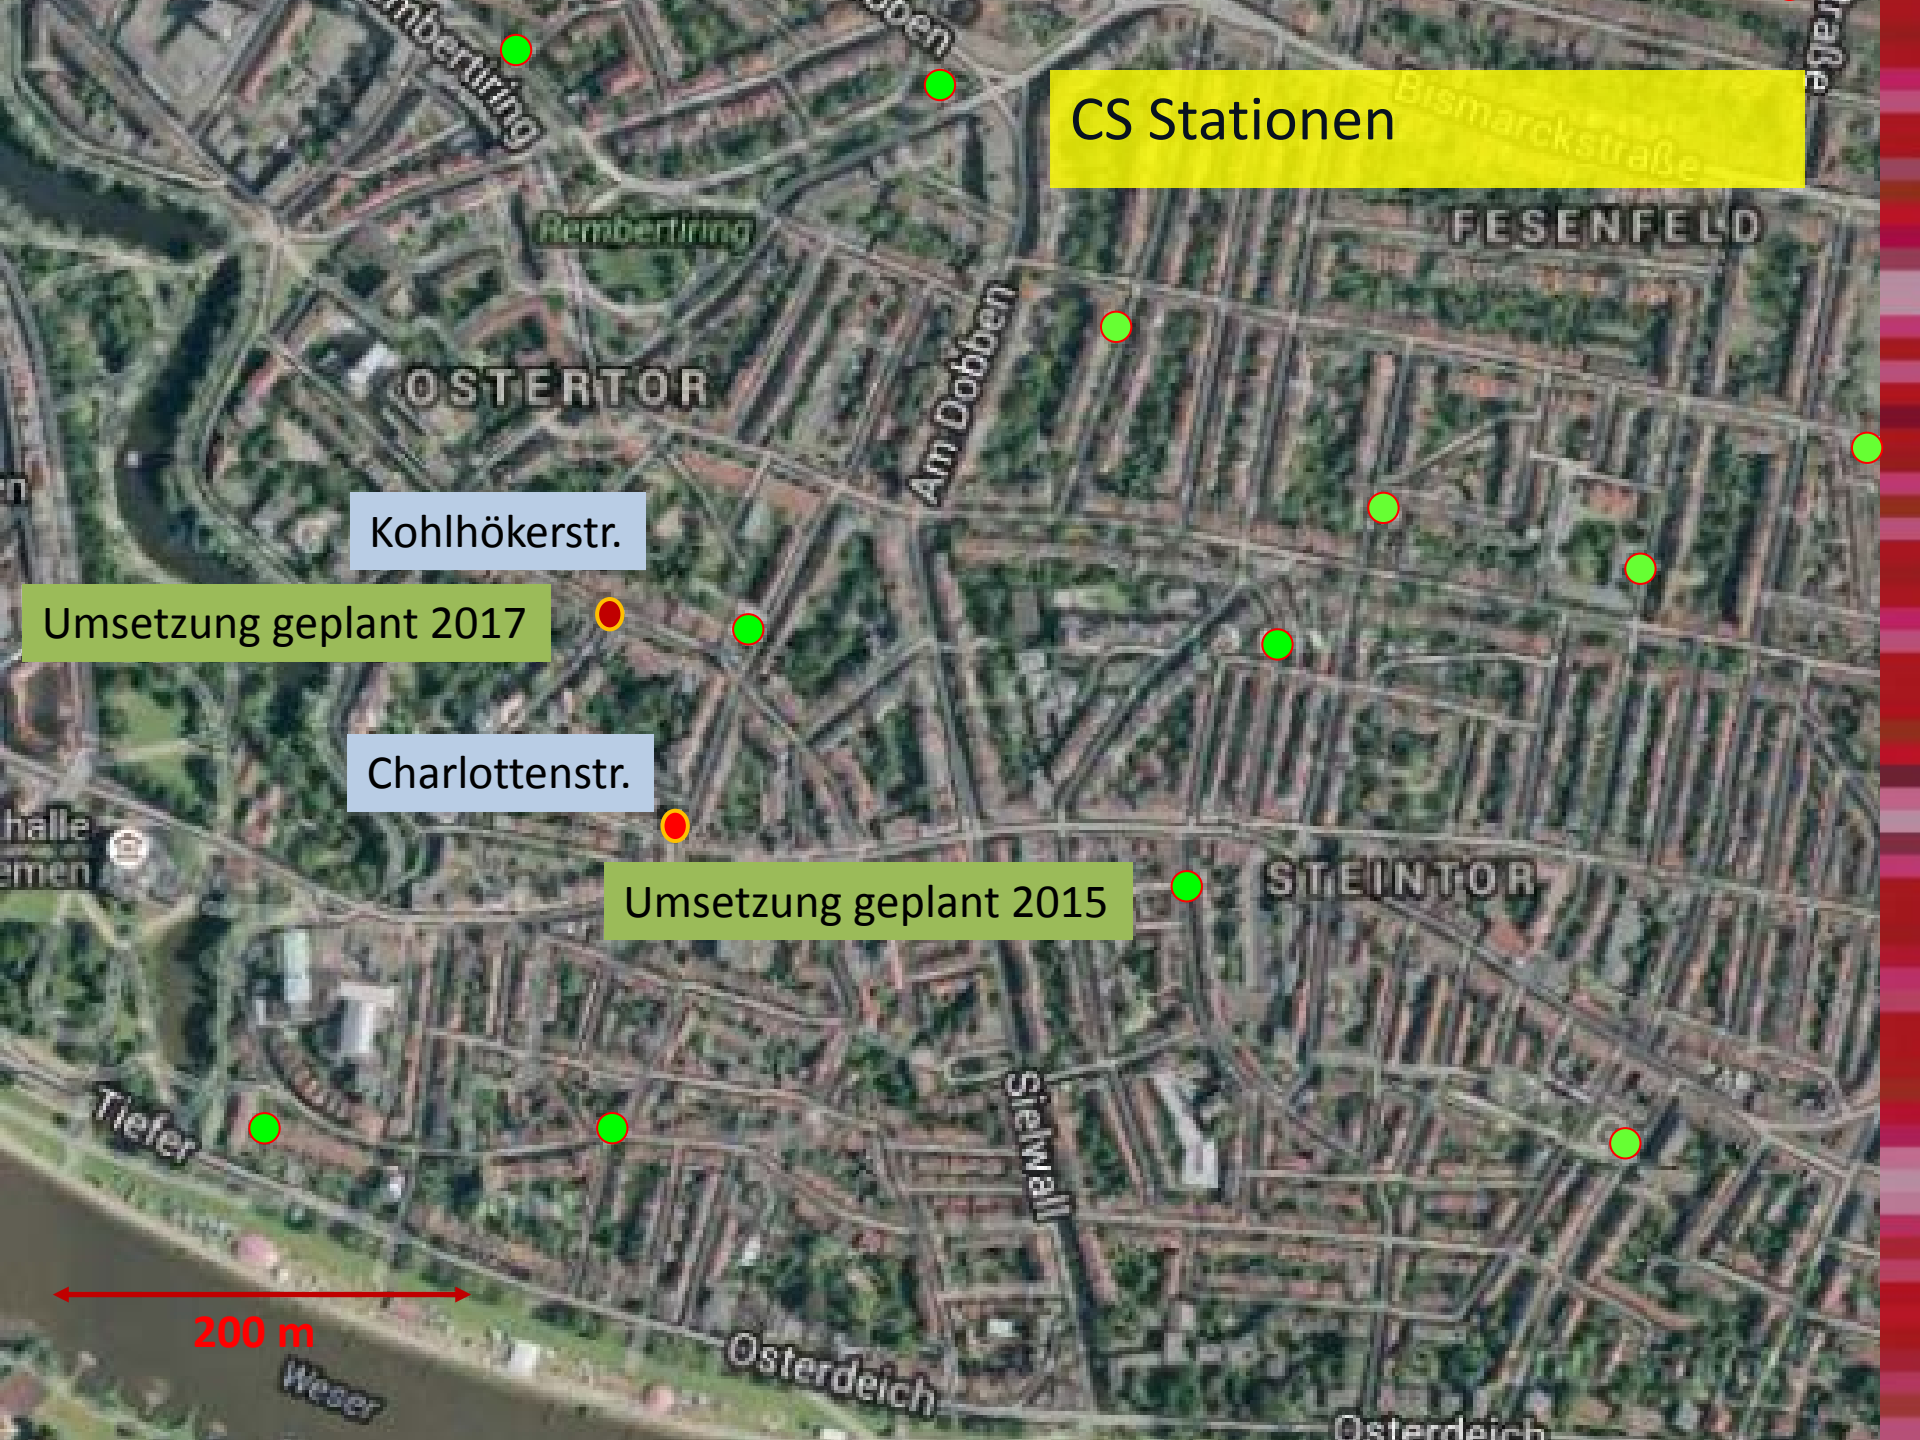 CS Stationen
Bismarckstraße
FESENFELD
Rembertiring
OSTERTOR
Am Dobben
Kohlhökerstr.
Umsetzung geplant 2017
Charlottenstr.
Umsetzung geplant 2015
STEINTOR
Tiefer
Sielwall
200 m
Weser
Osterdeich
Osterdeich